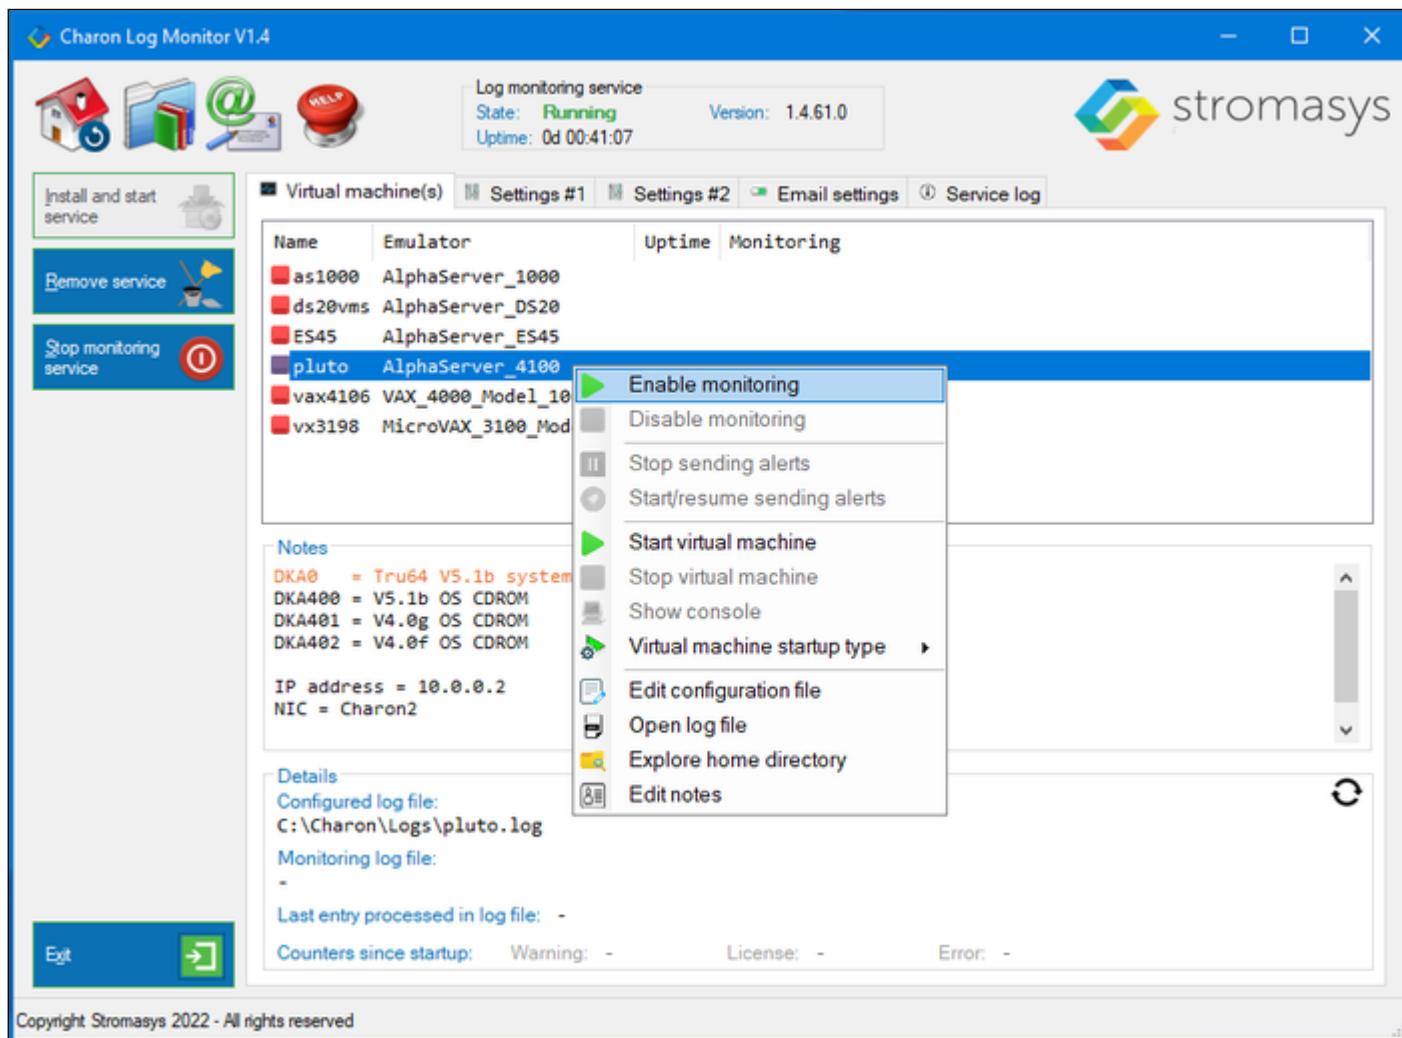 Charon Log Monitor V1.4
HELP
Log monitoring service
State: Running Version: 1.4.61.0
Uptime: 0d 00:41:07
stromasys
Install and start
service
Remove service
Stop monitoring
service
Exit
Virtual machine(s) Settings #1 Settings #2 Email settings Service log
Name Emulator Uptime Monitoring
as1000 AlphaServer_1000
ds20vms AlphaServer_DS20
ES45 AlphaServer_ES45
pluto AlphaServer_4100
vax4106 VAX_4000_Model_10
vx3198 MicroVAX_3100_Mod
Enable monitoring
Disable monitoring
Stop sending alerts
Start/resume sending alerts
Start virtual machine
Stop virtual machine
Show console
Virtual machine startup type
Edit configuration file
Open log file
Explore home directory
Edit notes
Notes
DKA0 = Tru64 V5.1b system
DKA400 = V5.1b OS CDROM
DKA401 = V4.0g OS CDROM
DKA402 = V4.0f OS CDROM
IP address = 10.0.0.2
NIC = Charon2
Details
Configured log file:
C:\Charon\Logs\pluto.log
Monitoring log file:
-
Last entry processed in log file: -
Counters since startup: Warning: - License: - Error: -
Copyright Stromasys 2022 - All rights reserved